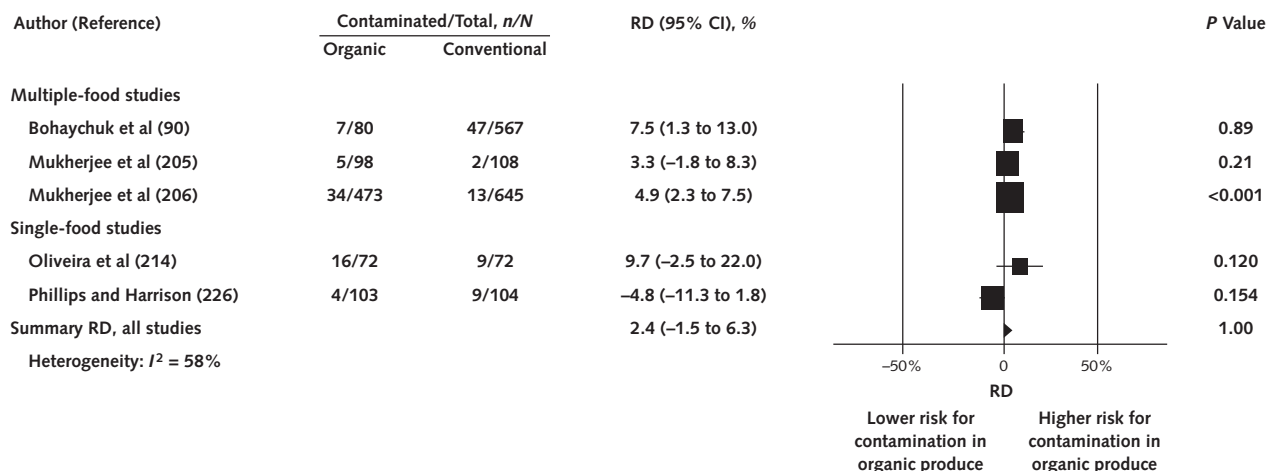 Author (Reference) Contaminated/Total, n/N RD (95% CI), % P Value
Organic Conventional
Multiple-food studies
Bohaychuk et al (90) 7/80 47/567 7.5 (1.3 to 13.0) 0.89
Mukherjee et al (205) 5/98 2/108 3.3 (–1.8 to 8.3) 0.21
Mukherjee et al (206) 34/473 13/645 4.9 (2.3 to 7.5) <0.001
Single-food studies
Oliveira et al (214) 16/72 9/72 9.7 (–2.5 to 22.0) 0.120
Phillips and Harrison (226) 4/103 9/104 –4.8 (–11.3 to 1.8) 0.154
Summary RD, all studies 2.4 (–1.5 to 6.3) 1.00
Heterogeneity: I² = 58%
–50% 0 50%
RD
Lower risk for Higher risk for
contamination in contamination in
organic produce organic produce